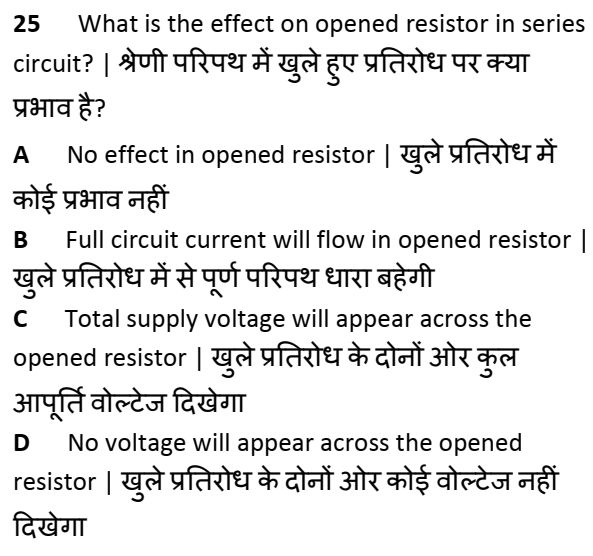 25 What is the effect on opened resistor in series
circuit? | श्रेणी परिपथ में खुले हुए प्रतिरोध पर क्या
प्रभाव है?
A No effect in opened resistor | खुले प्रतिरोध में
कोई प्रभाव नहीं
B Full circuit current will flow in opened resistor |
खुले प्रतिरोध में से पूर्ण परिपथ धारा बहेगी
C Total supply voltage will appear across the
opened resistor | खुले प्रतिरोध के दोनों ओर कुल
आपूर्ति वोल्टेज दिखेगा
D No voltage will appear across the opened
resistor | खुले प्रतिरोध के दोनों ओर कोई वोल्टेज नहीं
दिखेगा